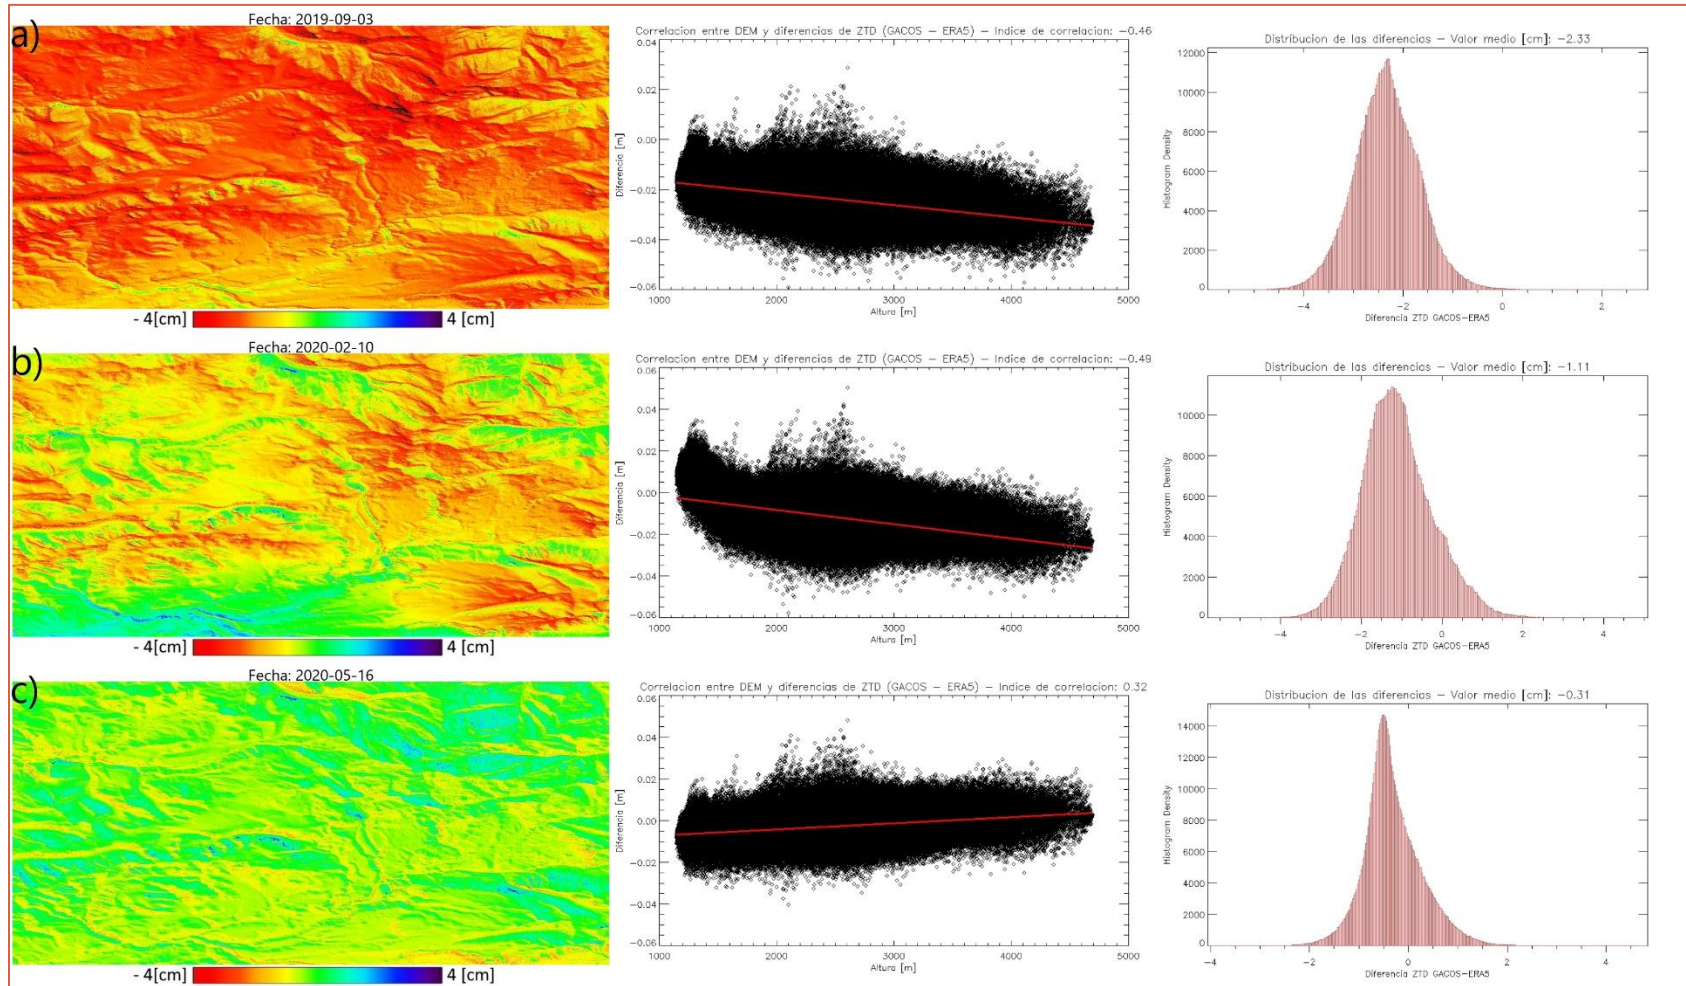 a)
Fecha: 2019-09-03
- 4[cm] 4 [cm]
Correlacion entre DEM y diferencias de ZTD (GACOS - ERA5) - Indice de correlacion: -0.46
0.04
0.02
0.00
-0.02
-0.04
-0.06
Diferencia [m]
1000 2000 3000 4000 5000
Altura [m]
Distribucion de las diferencias - Valor medio [cm]: -2.33
12000
10000
8000
6000
4000
2000
0
Histogram Density
-4 -2 0 2
Diferencia ZTD GACOS-ERA5
b)
Fecha: 2020-02-10
- 4[cm] 4 [cm]
Correlacion entre DEM y diferencias de ZTD (GACOS - ERA5) - Indice de correlacion: -0.49
0.06
0.04
0.02
0.00
-0.02
-0.04
-0.06
Diferencia [m]
1000 2000 3000 4000 5000
Altura [m]
Distribucion de las diferencias - Valor medio [cm]: -1.11
10000
8000
6000
4000
2000
0
Histogram Density
-4 -2 0 2 4
Diferencia ZTD GACOS-ERA5
c)
Fecha: 2020-05-16
- 4[cm] 4 [cm]
Correlacion entre DEM y diferencias de ZTD (GACOS - ERA5) - Indice de correlacion: 0.32
0.06
0.04
0.02
0.00
-0.02
-0.04
-0.06
Diferencia [m]
1000 2000 3000 4000 5000
Altura [m]
Distribucion de las diferencias - Valor medio [cm]: -0.31
14000
12000
10000
8000
6000
4000
2000
0
Histogram Density
-4 -2 0 2 4
Diferencia ZTD GACOS-ERA5